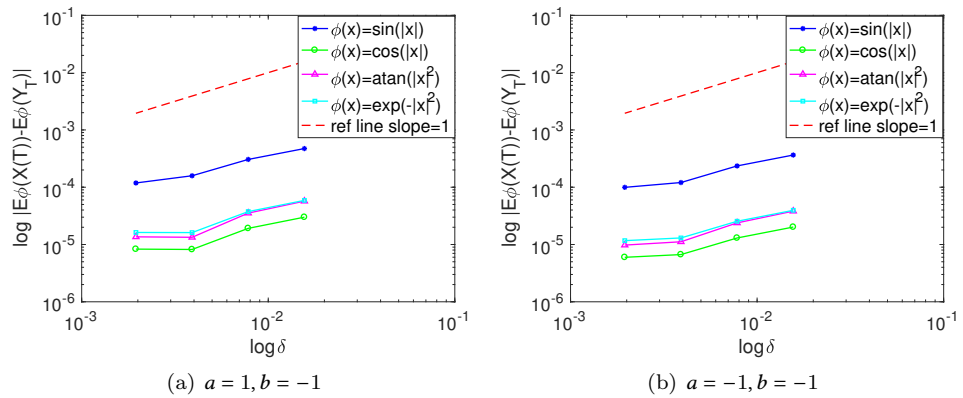 10^-1
10^-2
10^-3
10^-4
10^-5
10^-6
log |Eϕ(X(T))-Eϕ(Y_T)|
ϕ(x)=sin(|x|)
ϕ(x)=cos(|x|)
ϕ(x)=atan(|x|^2)
ϕ(x)=exp(-|x|^2)
ref line slope=1
10^-3 10^-2 10^-1
log δ
(a) a = 1, b = −1
10^-1
10^-2
10^-3
10^-4
10^-5
10^-6
log |Eϕ(X(T))-Eϕ(Y_T)|
ϕ(x)=sin(|x|)
ϕ(x)=cos(|x|)
ϕ(x)=atan(|x|^2)
ϕ(x)=exp(-|x|^2)
ref line slope=1
10^-3 10^-2 10^-1
log δ
(b) a = −1, b = −1